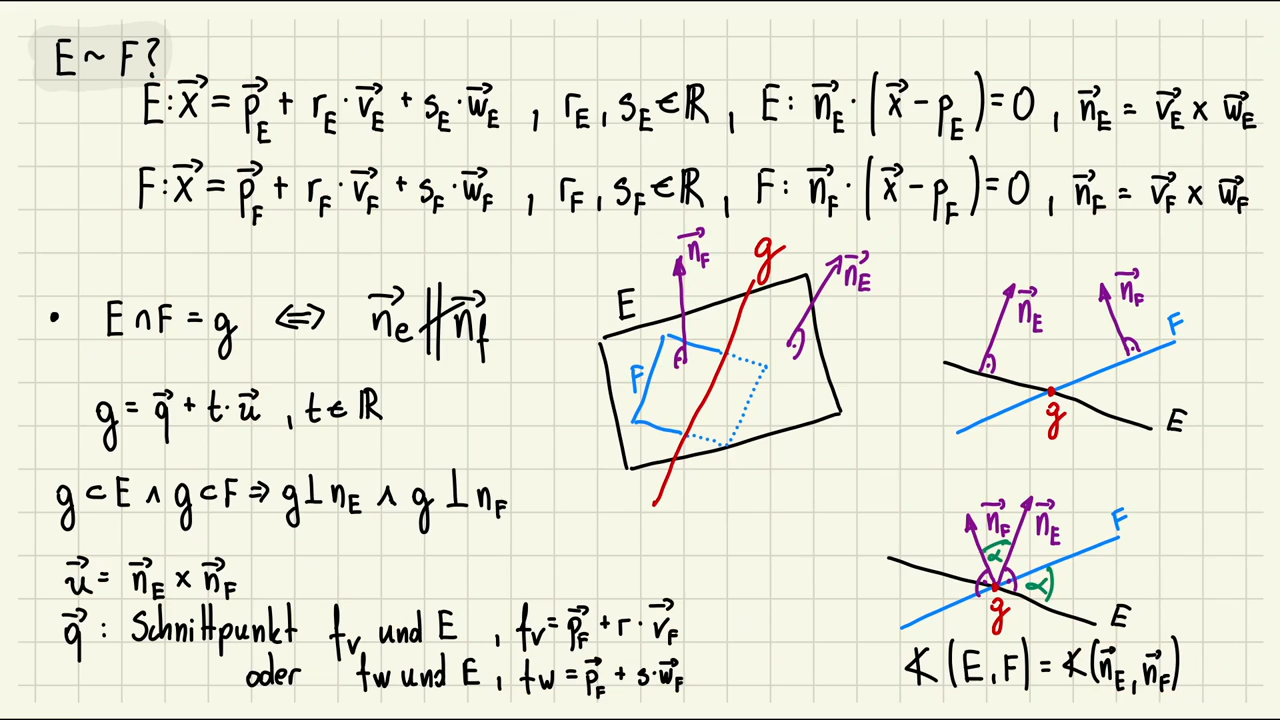 E ~ F?
E: x⃗ = p⃗_E + r_E · v⃗_E + s_E · w⃗_E , r_E , s_E ∈ ℝ , E: n⃗_E · (x⃗ - p_E) = 0 , n⃗_E = v⃗_E × w⃗_E
F: x⃗ = p⃗_F + r_F · v⃗_F + s_F · w⃗_F , r_F , s_F ∈ ℝ , F: n⃗_F · (x⃗ - p_F) = 0 , n⃗_F = v⃗_F × w⃗_F
• E ∩ F = g ⇔ n⃗_e ∦ n⃗_f
g = q⃗ + t · u⃗ , t ∈ ℝ
g ⊂ E ∧ g ⊂ F ⇒ g ⊥ n_E ∧ g ⊥ n_F
u⃗ = n⃗_E × n⃗_F
q⃗ : Schnittpunkt f_v und E , f_v = p⃗_F + r · v⃗_F
oder f_w und E , f_w = p⃗_F + s · w⃗_F
n⃗_F
g
n⃗_E
E
F
n⃗_E
n⃗_F
F
g
E
n⃗_F
n⃗_E
F
α
α
g
E
∢(E, F) = ∢(n⃗_E, n⃗_F)